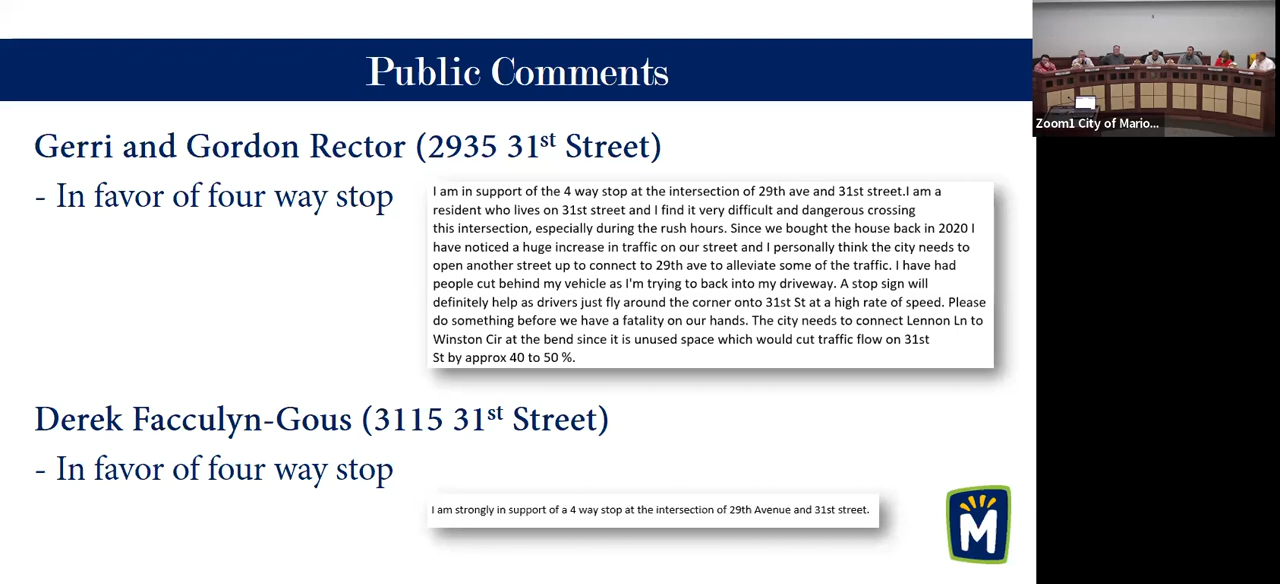 Public Comments
Zoom1 City of Mario...
Gerri and Gordon Rector (2935 31st Street)
- In favor of four way stop
I am in support of the 4 way stop at the intersection of 29th ave and 31st street.I am a
resident who lives on 31st street and I find it very difficult and dangerous crossing
this intersection, especially during the rush hours. Since we bought the house back in 2020 I
have noticed a huge increase in traffic on our street and I personally think the city needs to
open another street up to connect to 29th ave to alleviate some of the traffic. I have had
people cut behind my vehicle as I'm trying to back into my driveway. A stop sign will
definitely help as drivers just fly around the corner onto 31st St at a high rate of speed. Please
do something before we have a fatality on our hands. The city needs to connect Lennon Ln to
Winston Cir at the bend since it is unused space which would cut traffic flow on 31st
St by approx 40 to 50 %.
Derek Facculyn-Gous (3115 31st Street)
- In favor of four way stop
I am strongly in support of a 4 way stop at the intersection of 29th Avenue and 31st street.
M